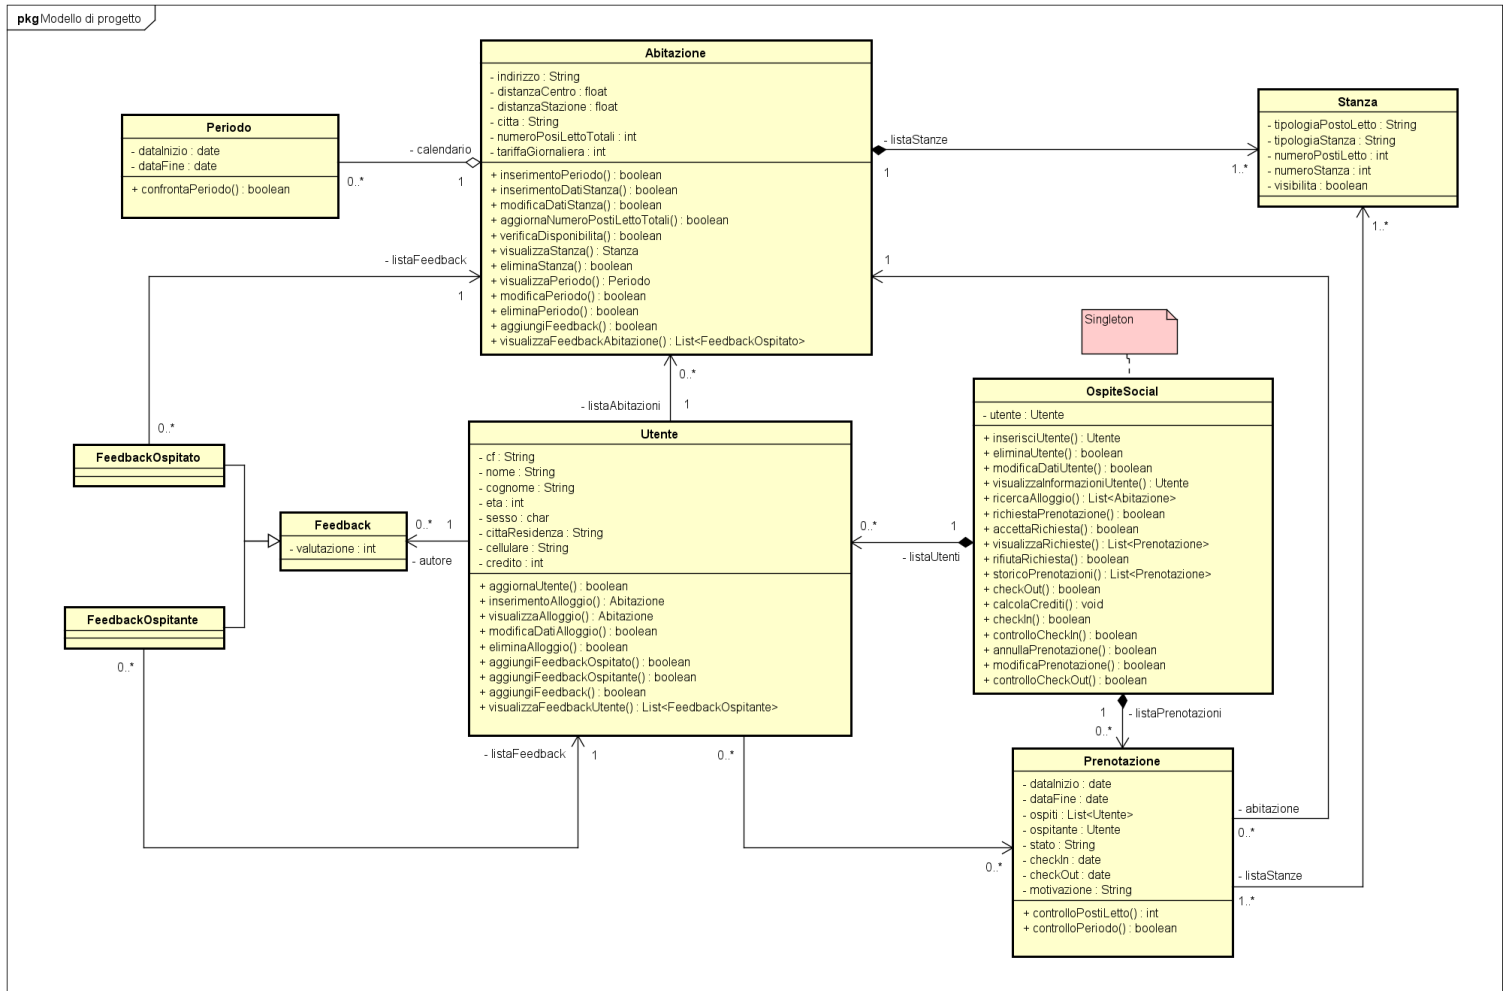 pkg Modello di progetto
Abitazione
- indirizzo : String
- distanzaCentro : float
- distanzaStazione : float
- citta : String
- numeroPosiLettoTotali : int
- tariffaGiornaliera : int
+ inserimentoPeriodo() : boolean
+ inserimentoDatiStanza() : boolean
+ modificaDatiStanza() : boolean
+ aggiornaNumeroPostiLettoTotali() : boolean
+ verificaDisponibilita() : boolean
+ visualizzaStanza() : Stanza
+ eliminaStanza() : boolean
+ visualizzaPeriodo() : Periodo
+ modificaPeriodo() : boolean
+ eliminaPeriodo() : boolean
+ aggiungiFeedback() : boolean
+ visualizzaFeedbackAbitazione() : List<FeedbackOspitato>
Periodo
- dataInizio : date
- dataFine : date
+ confrontaPeriodo() : boolean
- calendario
0..*
1
- listaStanze
1
1..*
Stanza
- tipologiaPostoLetto : String
- tipologiaStanza : String
- numeroPostiLetto : int
- numeroStanza : int
- visibilita : boolean
1..*
- listaFeedback
1
0..*
1
Singleton
0..*
- listaAbitazioni
1
OspiteSocial
- utente : Utente
+ inserisciUtente() : Utente
+ eliminaUtente() : boolean
+ modificaDatiUtente() : boolean
+ visualizzaInformazioniUtente() : Utente
+ ricercaAlloggio() : List<Abitazione>
+ richiestaPrenotazione() : boolean
+ accettaRichiesta() : boolean
+ visualizzaRichieste() : List<Prenotazione>
+ rifiutaRichiesta() : boolean
+ storicoPrenotazioni() : List<Prenotazione>
+ checkOut() : boolean
+ calcolaCrediti() : void
+ checkIn() : boolean
+ controlloCheckIn() : boolean
+ annullaPrenotazione() : boolean
+ modificaPrenotazione() : boolean
+ controlloCheckOut() : boolean
Utente
- cf : String
- nome : String
- cognome : String
- eta : int
- sesso : char
- cittaResidenza : String
- cellulare : String
- credito : int
+ aggiornaUtente() : boolean
+ inserimentoAlloggio() : Abitazione
+ visualizzaAlloggio() : Abitazione
+ modificaDatiAlloggio() : boolean
+ eliminaAlloggio() : boolean
+ aggiungiFeedbackOspitato() : boolean
+ aggiungiFeedbackOspitante() : boolean
+ aggiungiFeedback() : boolean
+ visualizzaFeedbackUtente() : List<FeedbackOspitante>
0..*
1
- listaUtenti
FeedbackOspitato
Feedback
- valutazione : int
0..*
1
- autore
FeedbackOspitante
0..*
- listaFeedback
1
0..*
0..*
1
- listaPrenotazioni
0..*
Prenotazione
- dataInizio : date
- dataFine : date
- ospiti : List<Utente>
- ospitante : Utente
- stato : String
- checkIn : date
- checkOut : date
- motivazione : String
+ controlloPostiLetto() : int
+ controlloPeriodo() : boolean
- abitazione
0..*
- listaStanze
1..*